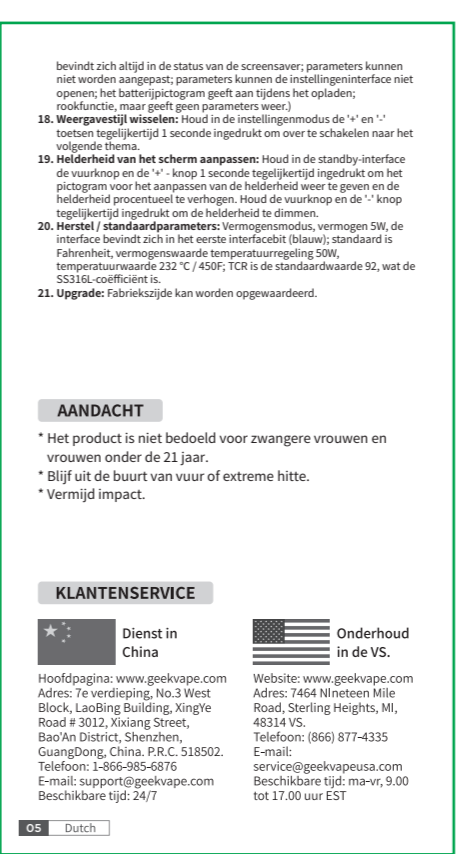 bevindt zich altijd in de status van de screensaver; parameters kunnen
niet worden aangepast; parameters kunnen de instellingeninterface niet
openen; het batterijpictogram geeft aan tijdens het opladen;
rookfunctie, maar geeft geen parameters weer.)
18. Weergavestijl wisselen: Houd in de instellingenmodus de '+' en '-'
toetsen tegelijkertijd 1 seconde ingedrukt om over te schakelen naar het
volgende thema.
19. Helderheid van het scherm aanpassen: Houd in de standby-interface
de vuurknop en de '+' - knop 1 seconde tegelijkertijd ingedrukt om het
pictogram voor het aanpassen van de helderheid weer te geven en de
helderheid procentueel te verhogen. Houd de vuurknop en de '-' knop
tegelijkertijd ingedrukt om de helderheid te dimmen.
20. Herstel / standaardparameters: Vermogensmodus, vermogen 5W, de
interface bevindt zich in het eerste interfacebit (blauw); standaard is
Fahrenheit, vermogenswaarde temperatuurregeling 50W,
temperatuurwaarde 232 °C / 450F; TCR is de standaardwaarde 92, wat de
SS316L-coëfficiënt is.
21. Upgrade: Fabriekszijde kan worden opgewaardeerd.
AANDACHT
* Het product is niet bedoeld voor zwangere vrouwen en
vrouwen onder de 21 jaar.
* Blijf uit de buurt van vuur of extreme hitte.
* Vermijd impact.
KLANTENSERVICE
Dienst in
China
Hoofdpagina: www.geekvape.com
Adres: 7e verdieping, No.3 West
Block, LaoBing Building, XingYe
Road # 3012, Xixiang Street,
Bao'An District, Shenzhen,
GuangDong, China. P.R.C. 518502.
Telefoon: 1-866-985-6876
E-mail: support@geekvape.com
Beschikbare tijd: 24/7
Onderhoud
in de VS.
Website: www.geekvape.com
Adres: 7464 NIneteen Mile
Road, Sterling Heights, MI,
48314 VS.
Telefoon: (866) 877-4335
E-mail:
service@geekvapeusa.com
Beschikbare tijd: ma-vr, 9.00
tot 17.00 uur EST
05 Dutch